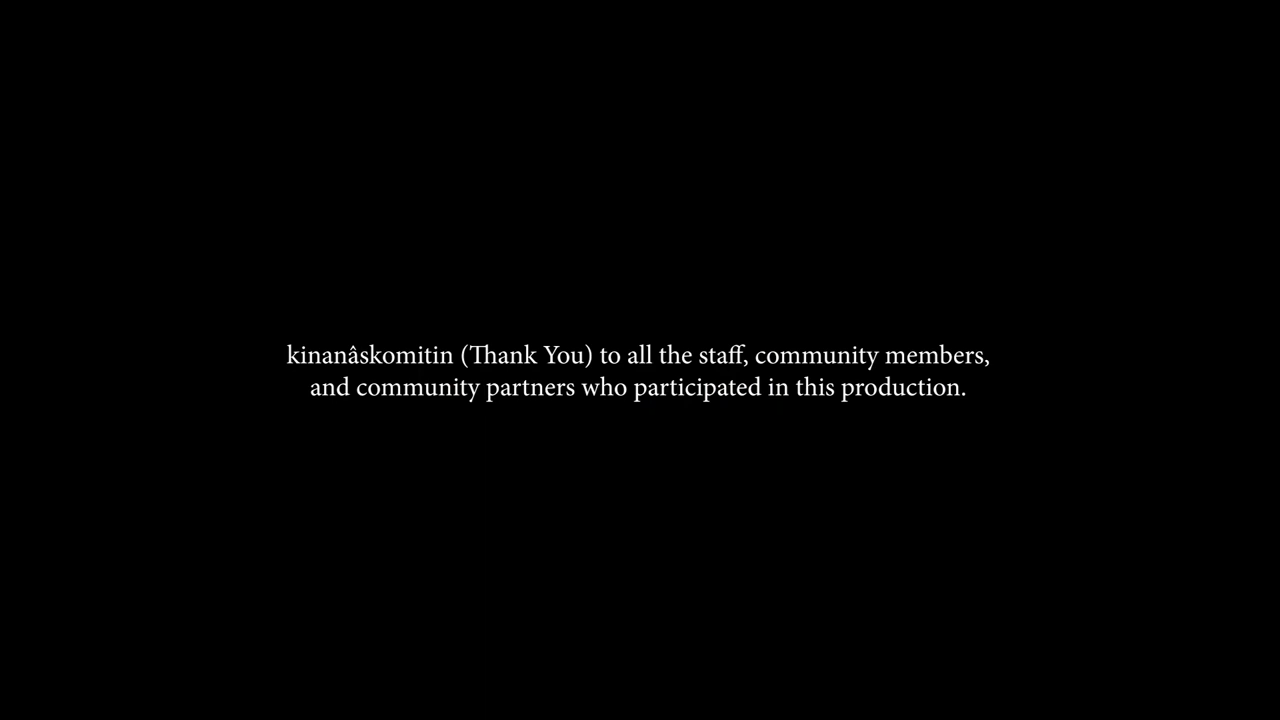 kinanâskomitin (Thank You) to all the staff, community members,
and community partners who participated in this production.